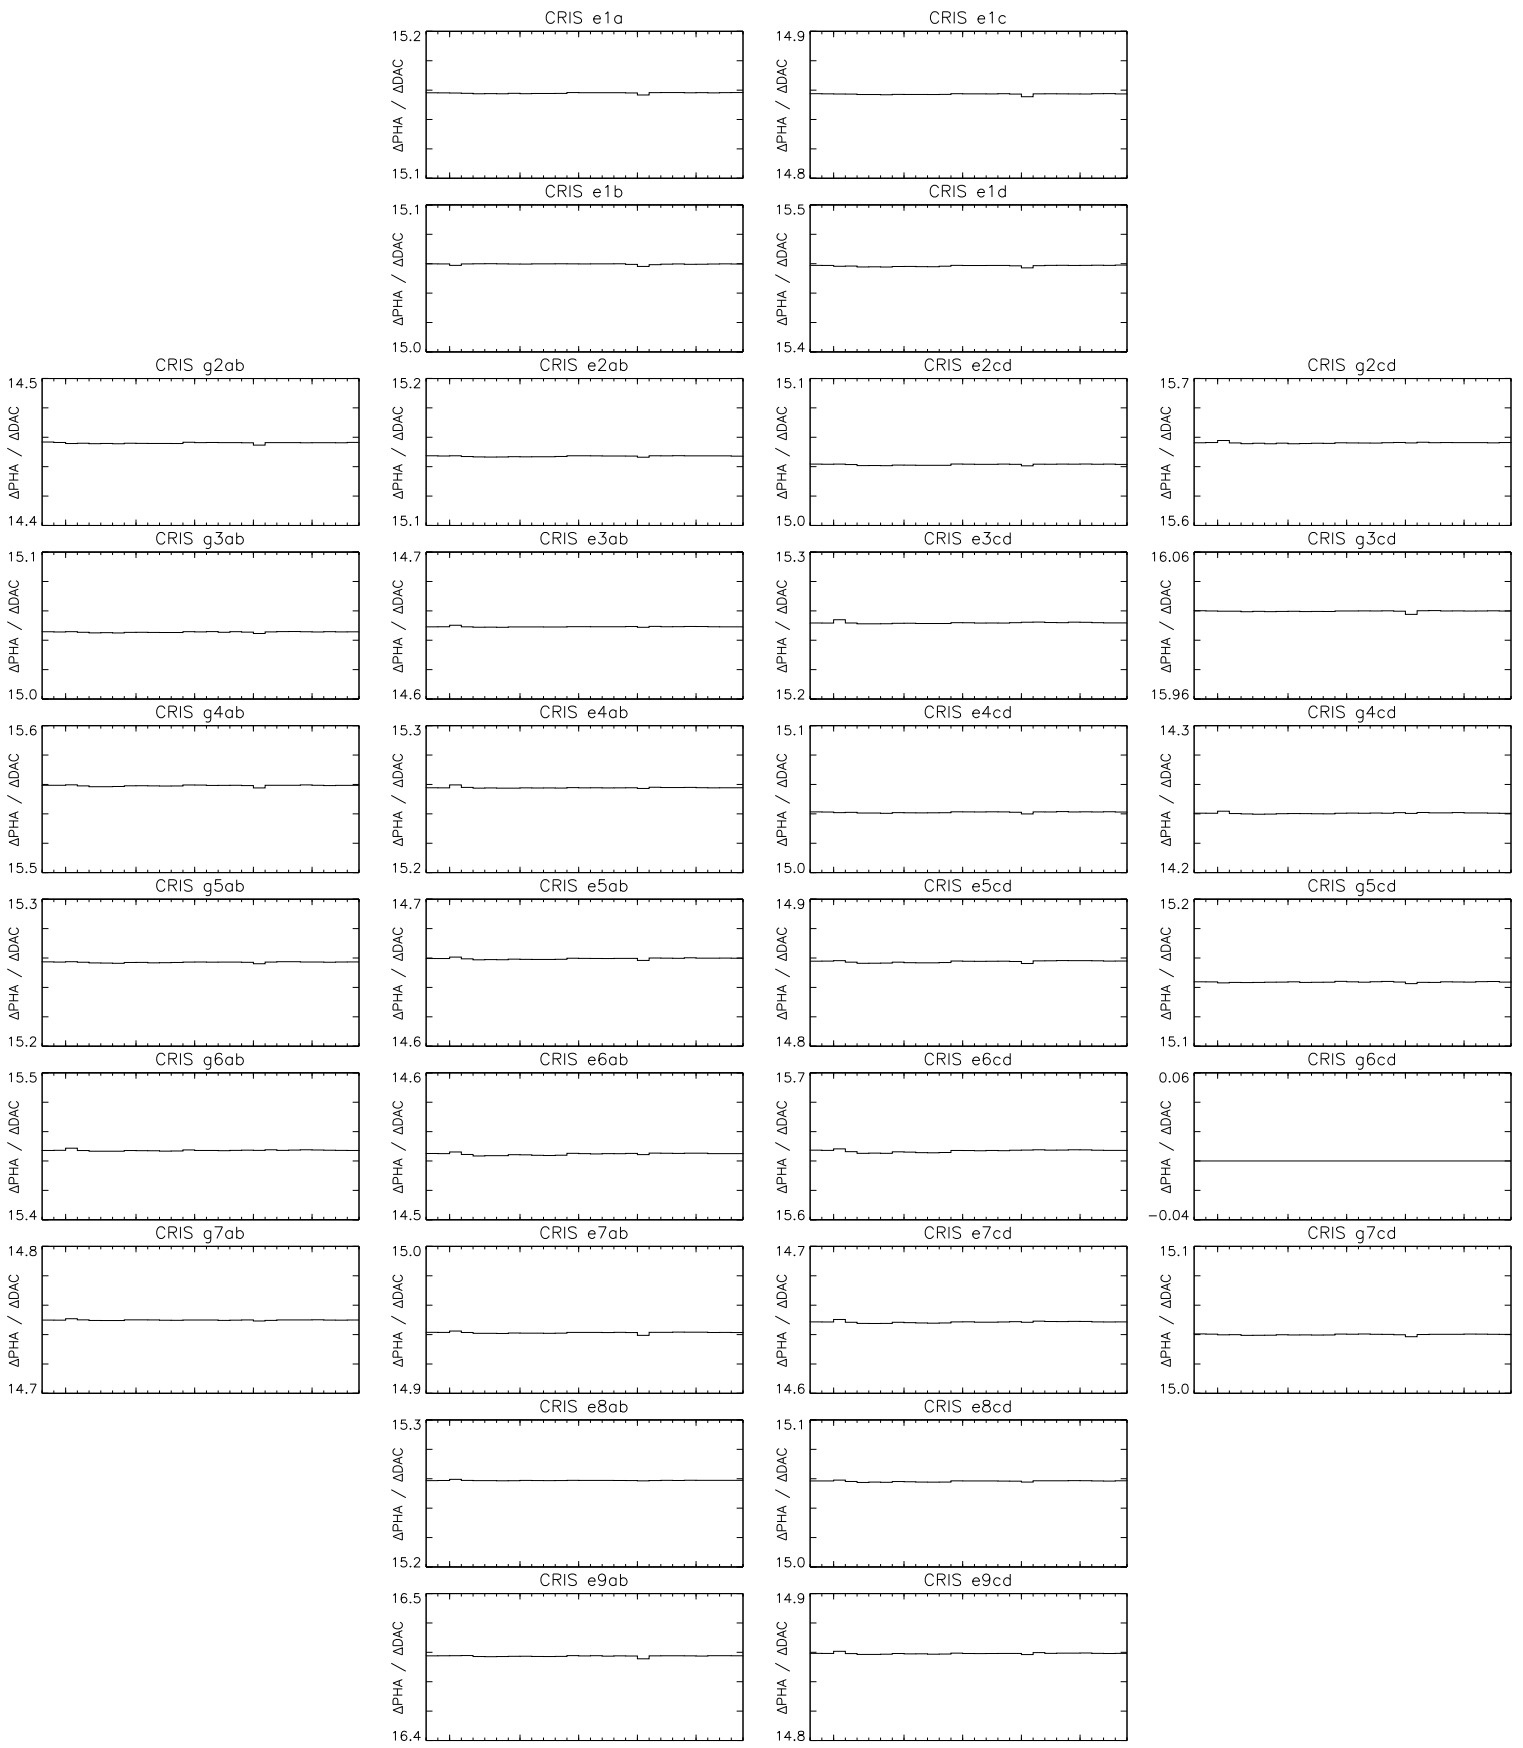 CRIS e1a
CRIS e1c
15.2
ΔPHA / ΔDAC
15.1
14.9
ΔPHA / ΔDAC
14.8
CRIS e1b
CRIS e1d
15.1
ΔPHA / ΔDAC
15.0
15.5
ΔPHA / ΔDAC
15.4
CRIS g2ab
CRIS e2ab
CRIS e2cd
CRIS g2cd
14.5
ΔPHA / ΔDAC
14.4
15.2
ΔPHA / ΔDAC
15.1
15.1
ΔPHA / ΔDAC
15.0
15.7
ΔPHA / ΔDAC
15.6
CRIS g3ab
CRIS e3ab
CRIS e3cd
CRIS g3cd
15.1
ΔPHA / ΔDAC
15.0
14.7
ΔPHA / ΔDAC
14.6
15.3
ΔPHA / ΔDAC
15.2
16.06
ΔPHA / ΔDAC
15.96
CRIS g4ab
CRIS e4ab
CRIS e4cd
CRIS g4cd
15.6
ΔPHA / ΔDAC
15.5
15.3
ΔPHA / ΔDAC
15.2
15.1
ΔPHA / ΔDAC
15.0
14.3
ΔPHA / ΔDAC
14.2
CRIS g5ab
CRIS e5ab
CRIS e5cd
CRIS g5cd
15.3
ΔPHA / ΔDAC
15.2
14.7
ΔPHA / ΔDAC
14.6
14.9
ΔPHA / ΔDAC
14.8
15.2
ΔPHA / ΔDAC
15.1
CRIS g6ab
CRIS e6ab
CRIS e6cd
CRIS g6cd
15.5
ΔPHA / ΔDAC
15.4
14.6
ΔPHA / ΔDAC
14.5
15.7
ΔPHA / ΔDAC
15.6
0.06
ΔPHA / ΔDAC
−0.04
CRIS g7ab
CRIS e7ab
CRIS e7cd
CRIS g7cd
14.8
ΔPHA / ΔDAC
14.7
15.0
ΔPHA / ΔDAC
14.9
14.7
ΔPHA / ΔDAC
14.6
15.1
ΔPHA / ΔDAC
15.0
CRIS e8ab
CRIS e8cd
15.3
ΔPHA / ΔDAC
15.2
15.1
ΔPHA / ΔDAC
15.0
CRIS e9ab
CRIS e9cd
16.5
ΔPHA / ΔDAC
16.4
14.9
ΔPHA / ΔDAC
14.8